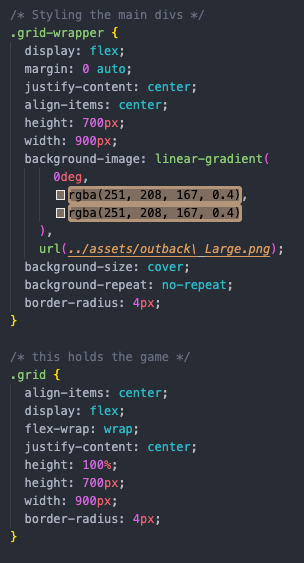 /* Styling the main divs */
.grid-wrapper {
display: flex;
margin: 0 auto;
justify-content: center;
align-items: center;
height: 700px;
width: 900px;
background-image: linear-gradient(
0deg,
rgba(251, 208, 167, 0.4),
rgba(251, 208, 167, 0.4)
),
url(../assets/outback\_Large.png);
background-size: cover;
background-repeat: no-repeat;
border-radius: 4px;
}
/* this holds the game */
.grid {
align-items: center;
display: flex;
flex-wrap: wrap;
justify-content: center;
height: 100%;
height: 700px;
width: 900px;
border-radius: 4px;
}